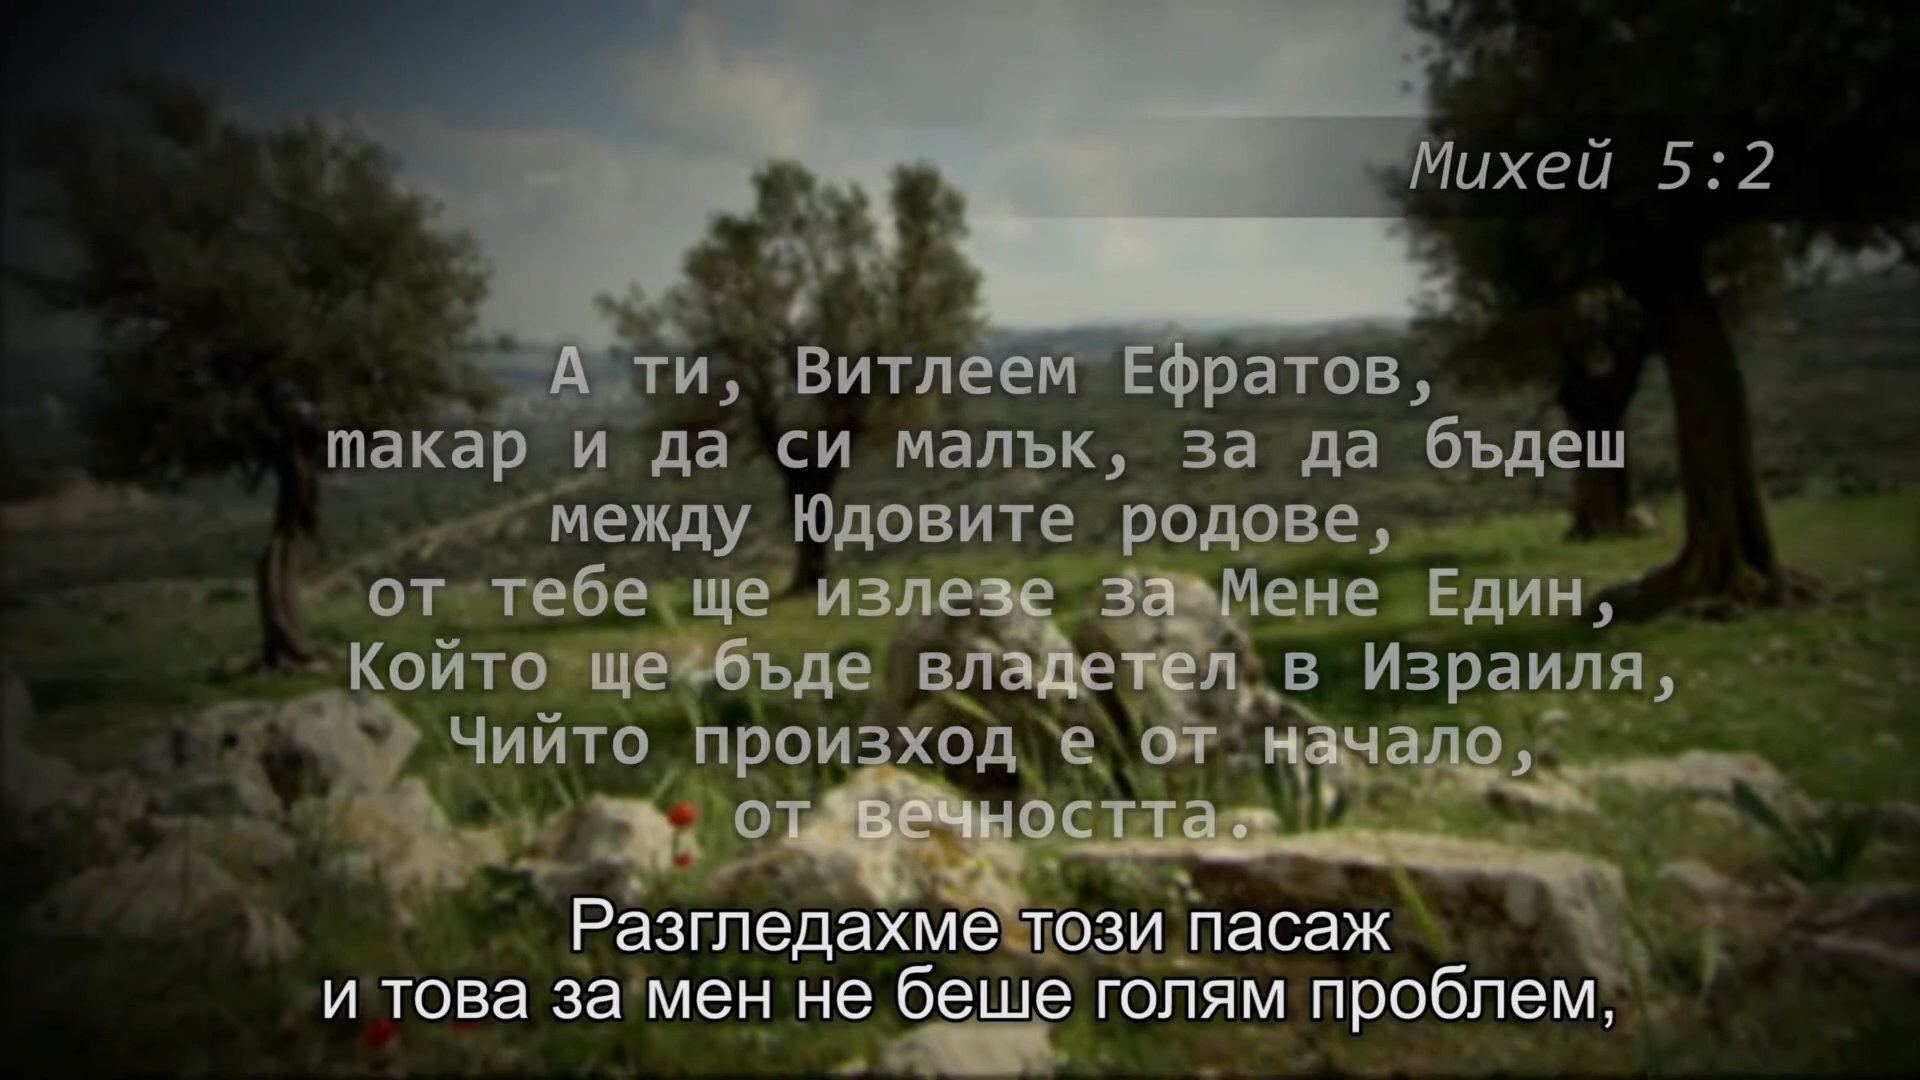 Михей 5:2
А ти, Витлеем Ефратов,
макар и да си малък, за да бъдеш
между Юдовите родове,
от тебе ще излезе за Мене Един,
Който ще бъде владетел в Израиля,
Чийто произход е от начало,
от вечността.
Разгледахме този пасаж
и това за мен не беше голям проблем,